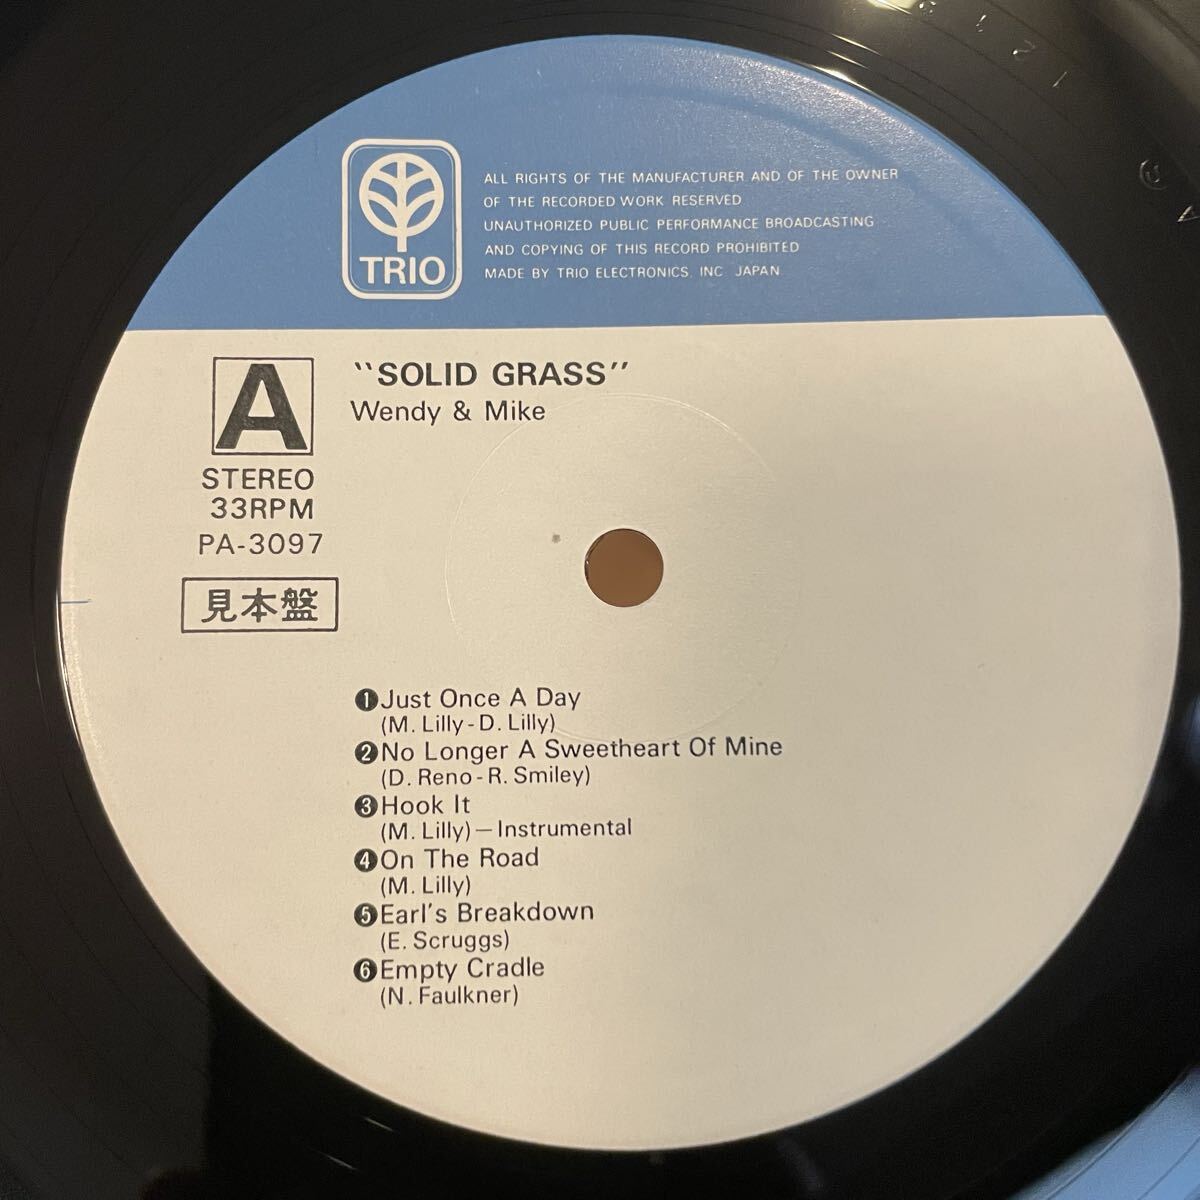 TRIO
ALL RIGHTS OF THE MANUFACTURER AND OF THE OWNER
OF THE RECORDED WORK RESERVED
UNAUTHORIZED PUBLIC PERFORMANCE BROADCASTING
AND COPYING OF THIS RECORD PROHIBITED
MADE BY TRIO ELECTRONICS, INC. JAPAN
A
STEREO
33RPM
PA-3097
見本盤
"SOLID GRASS"
Wendy & Mike
❶Just Once A Day
(M. Lilly-D. Lilly)
❷No Longer A Sweetheart Of Mine
(D. Reno-R. Smiley)
❸Hook It
(M. Lilly)—Instrumental
❹On The Road
(M. Lilly)
❺Earl's Breakdown
(E. Scruggs)
❻Empty Cradle
(N. Faulkner)